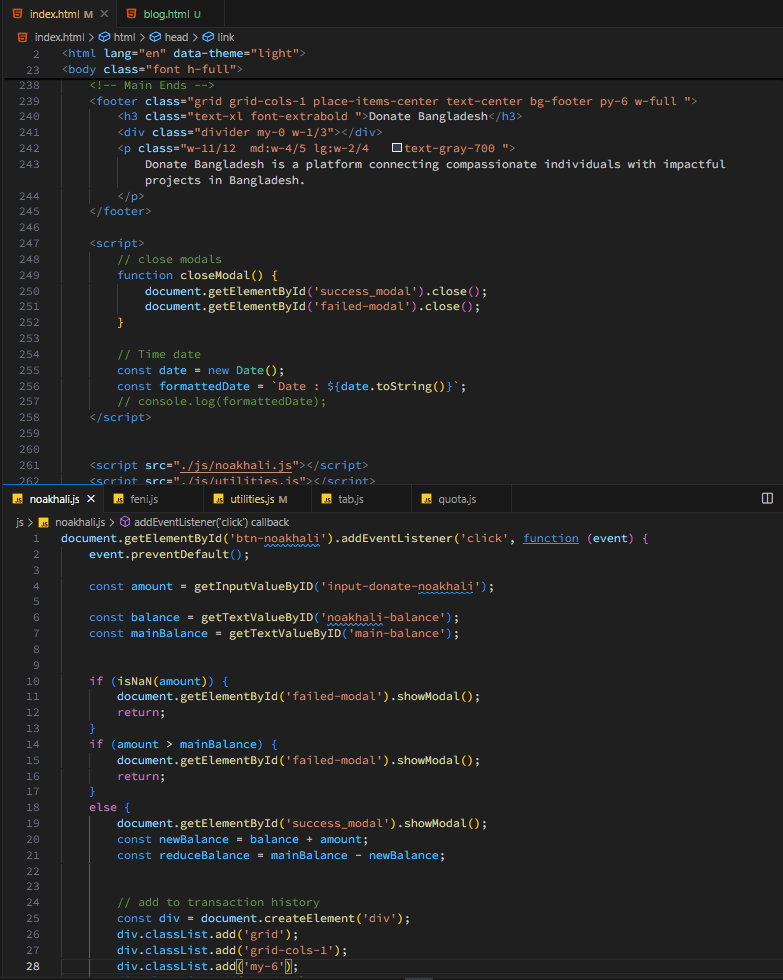 index.html M ✕ blog.html U
index.html > html > head > link
2 <html lang="en" data-theme="light">
23 <body class="font h-full">
238 <!-- Main Ends -->
239 <footer class="grid grid-cols-1 place-items-center text-center bg-footer py-6 w-full ">
240 <h3 class="text-xl font-extrabold ">Donate Bangladesh</h3>
241 <div class="divider my-0 w-1/3"></div>
242 <p class="w-11/12  md:w-4/5 lg:w-2/4   text-gray-700 ">
243 Donate Bangladesh is a platform connecting compassionate individuals with impactful
projects in Bangladesh.
244 </p>
245 </footer>
246
247 <script>
248 // close modals
249 function closeModal() {
250 document.getElementById('success_modal').close();
251 document.getElementById('failed-modal').close();
252 }
253
254 // Time date
255 const date = new Date();
256 const formattedDate = `Date : ${date.toString()}`;
257 // console.log(formattedDate);
258 </script>
259
260
261 <script src="./js/noakhali.js"></script>
262 <script src="./js/utilities.js"></script>
noakhali.js ✕ feni.js utilities.js M tab.js quota.js
js > noakhali.js > addEventListener('click') callback
1 document.getElementById('btn-noakhali').addEventListener('click', function (event) {
2 event.preventDefault();
3
4 const amount = getInputValueByID('input-donate-noakhali');
5
6 const balance = getTextValueByID('noakhali-balance');
7 const mainBalance = getTextValueByID('main-balance');
8
9
10 if (isNaN(amount)) {
11 document.getElementById('failed-modal').showModal();
12 return;
13 }
14 if (amount > mainBalance) {
15 document.getElementById('failed-modal').showModal();
16 return;
17 }
18 else {
19 document.getElementById('success_modal').showModal();
20 const newBalance = balance + amount;
21 const reduceBalance = mainBalance - newBalance;
22
23
24 // add to transaction history
25 const div = document.createElement('div');
26 div.classList.add('grid');
27 div.classList.add('grid-cols-1');
28 div.classList.add('my-6');